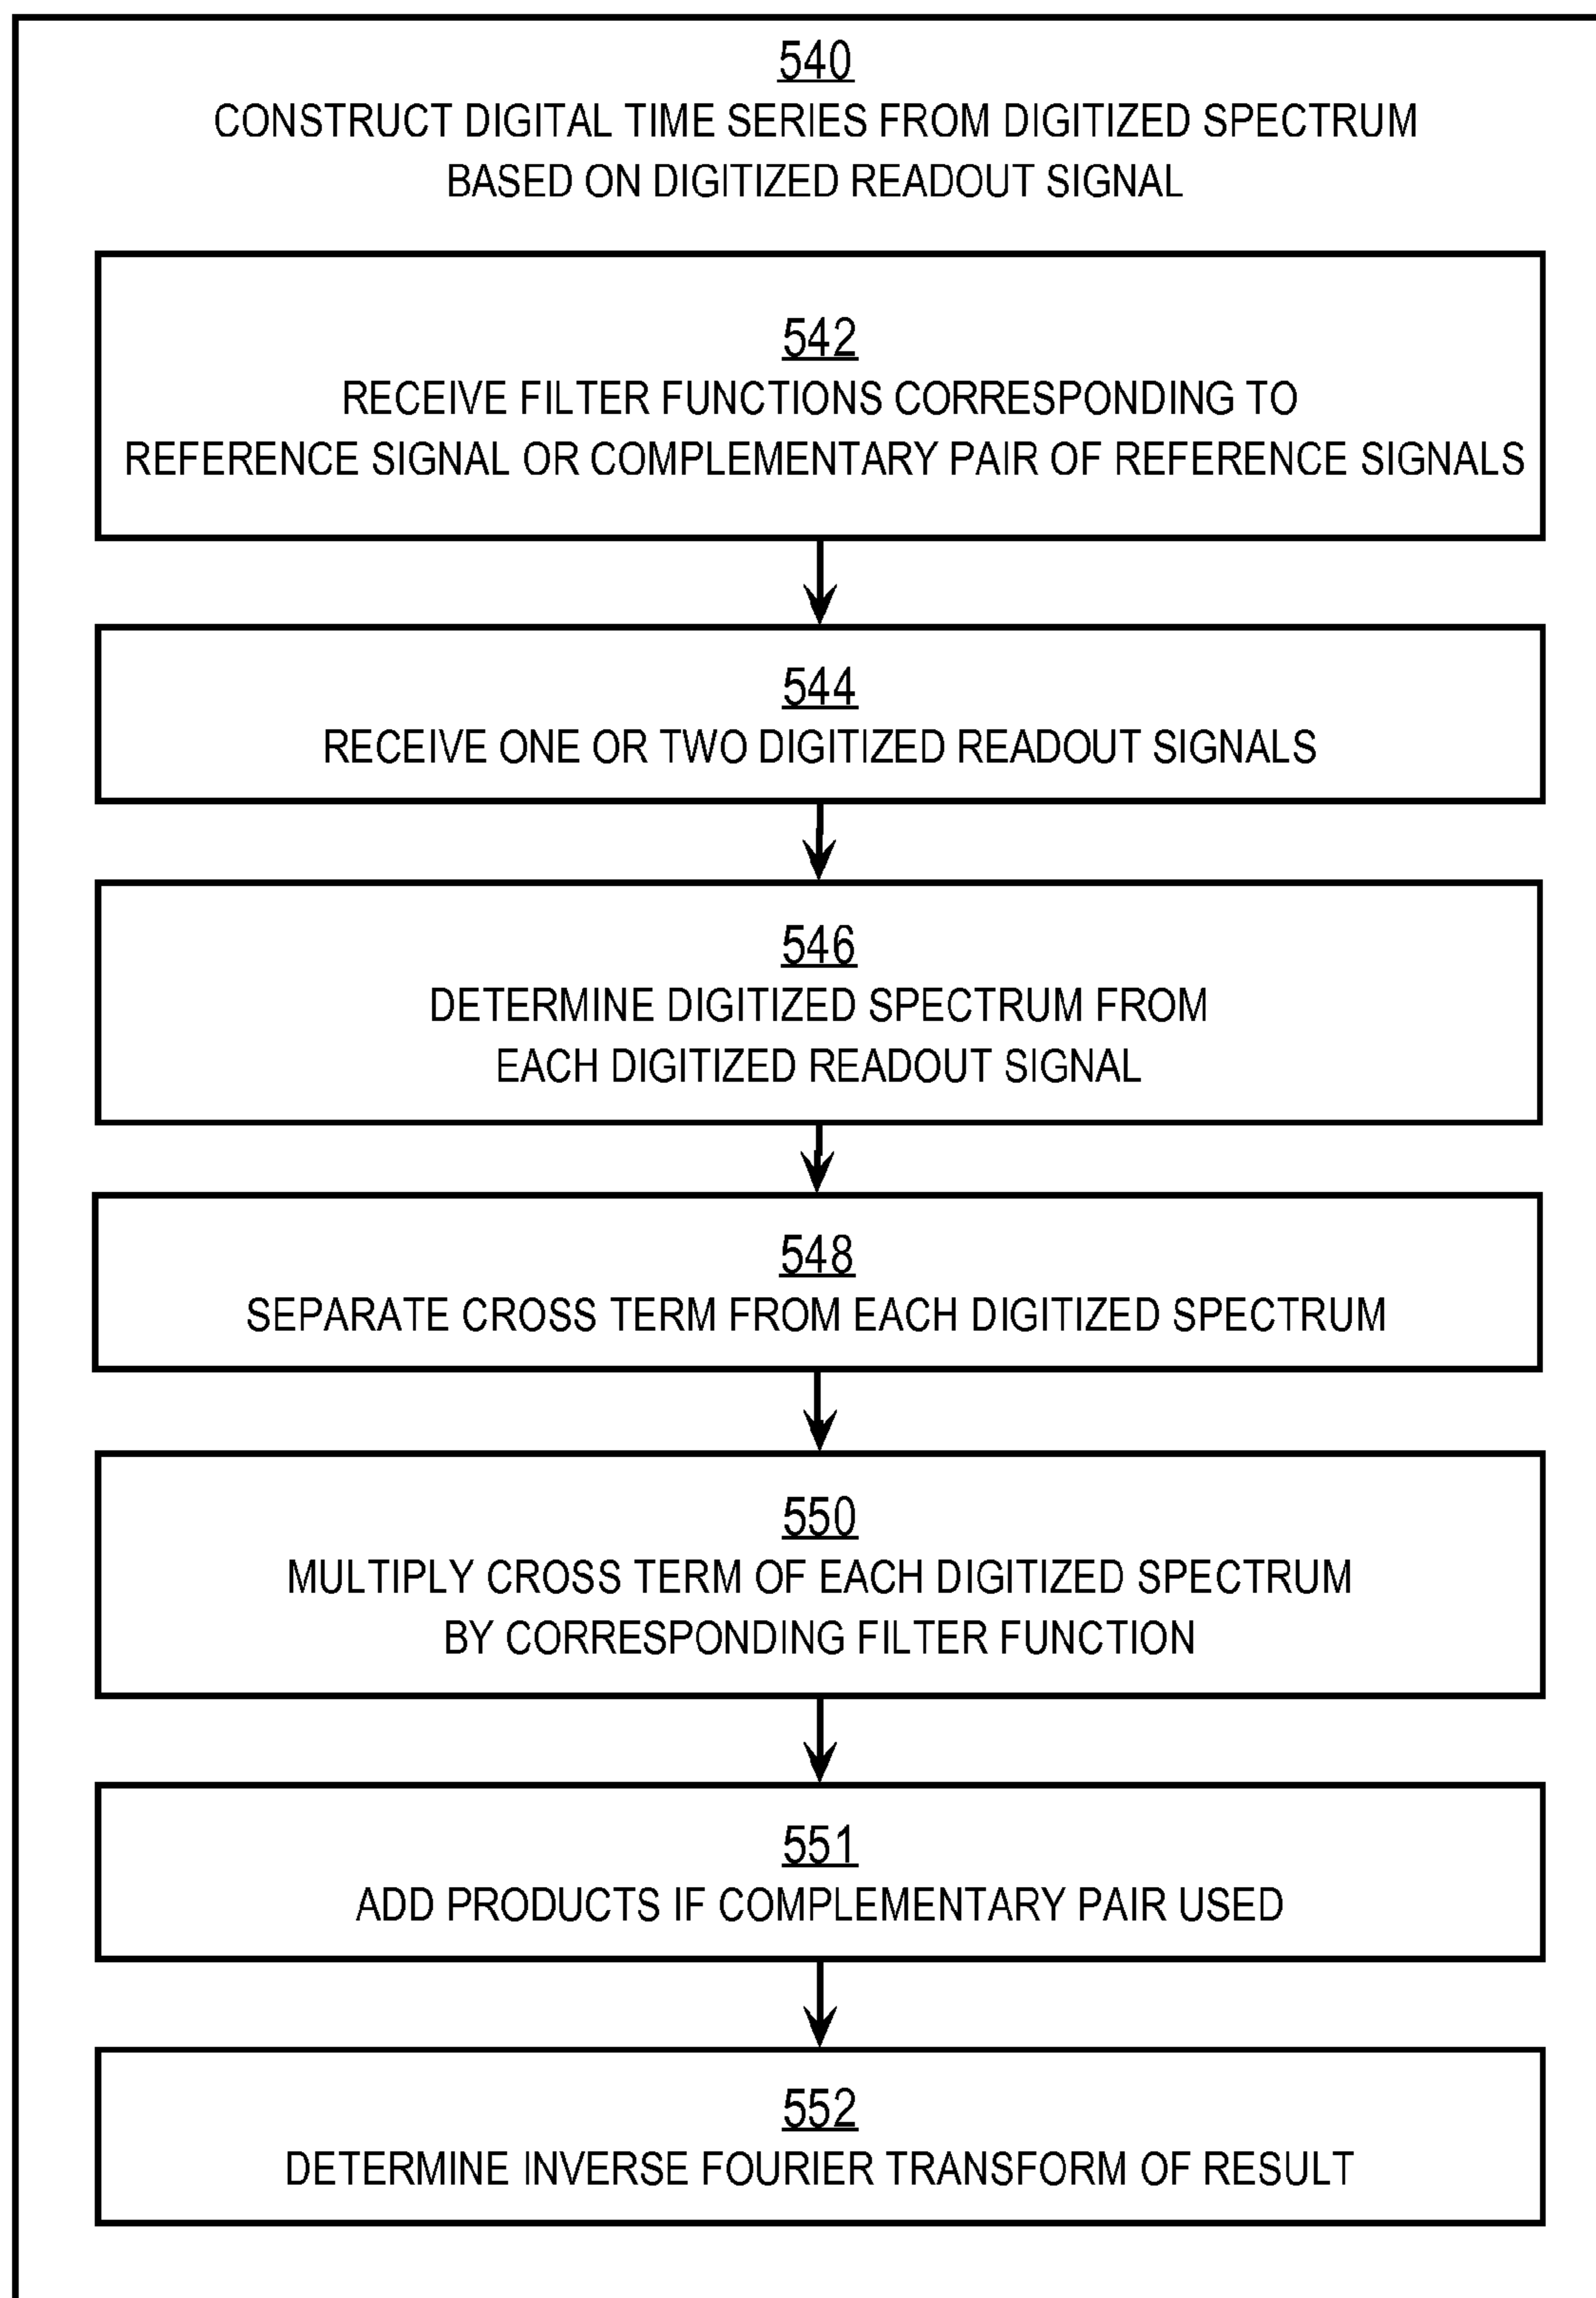 540
CONSTRUCT DIGITAL TIME SERIES FROM DIGITIZED SPECTRUM
BASED ON DIGITIZED READOUT SIGNAL
542
RECEIVE FILTER FUNCTIONS CORRESPONDING TO
REFERENCE SIGNAL OR COMPLEMENTARY PAIR OF REFERENCE SIGNALS
544
RECEIVE ONE OR TWO DIGITIZED READOUT SIGNALS
546
DETERMINE DIGITIZED SPECTRUM FROM
EACH DIGITIZED READOUT SIGNAL
548
SEPARATE CROSS TERM FROM EACH DIGITIZED SPECTRUM
550
MULTIPLY CROSS TERM OF EACH DIGITIZED SPECTRUM
BY CORRESPONDING FILTER FUNCTION
551
ADD PRODUCTS IF COMPLEMENTARY PAIR USED
552
DETERMINE INVERSE FOURIER TRANSFORM OF RESULT